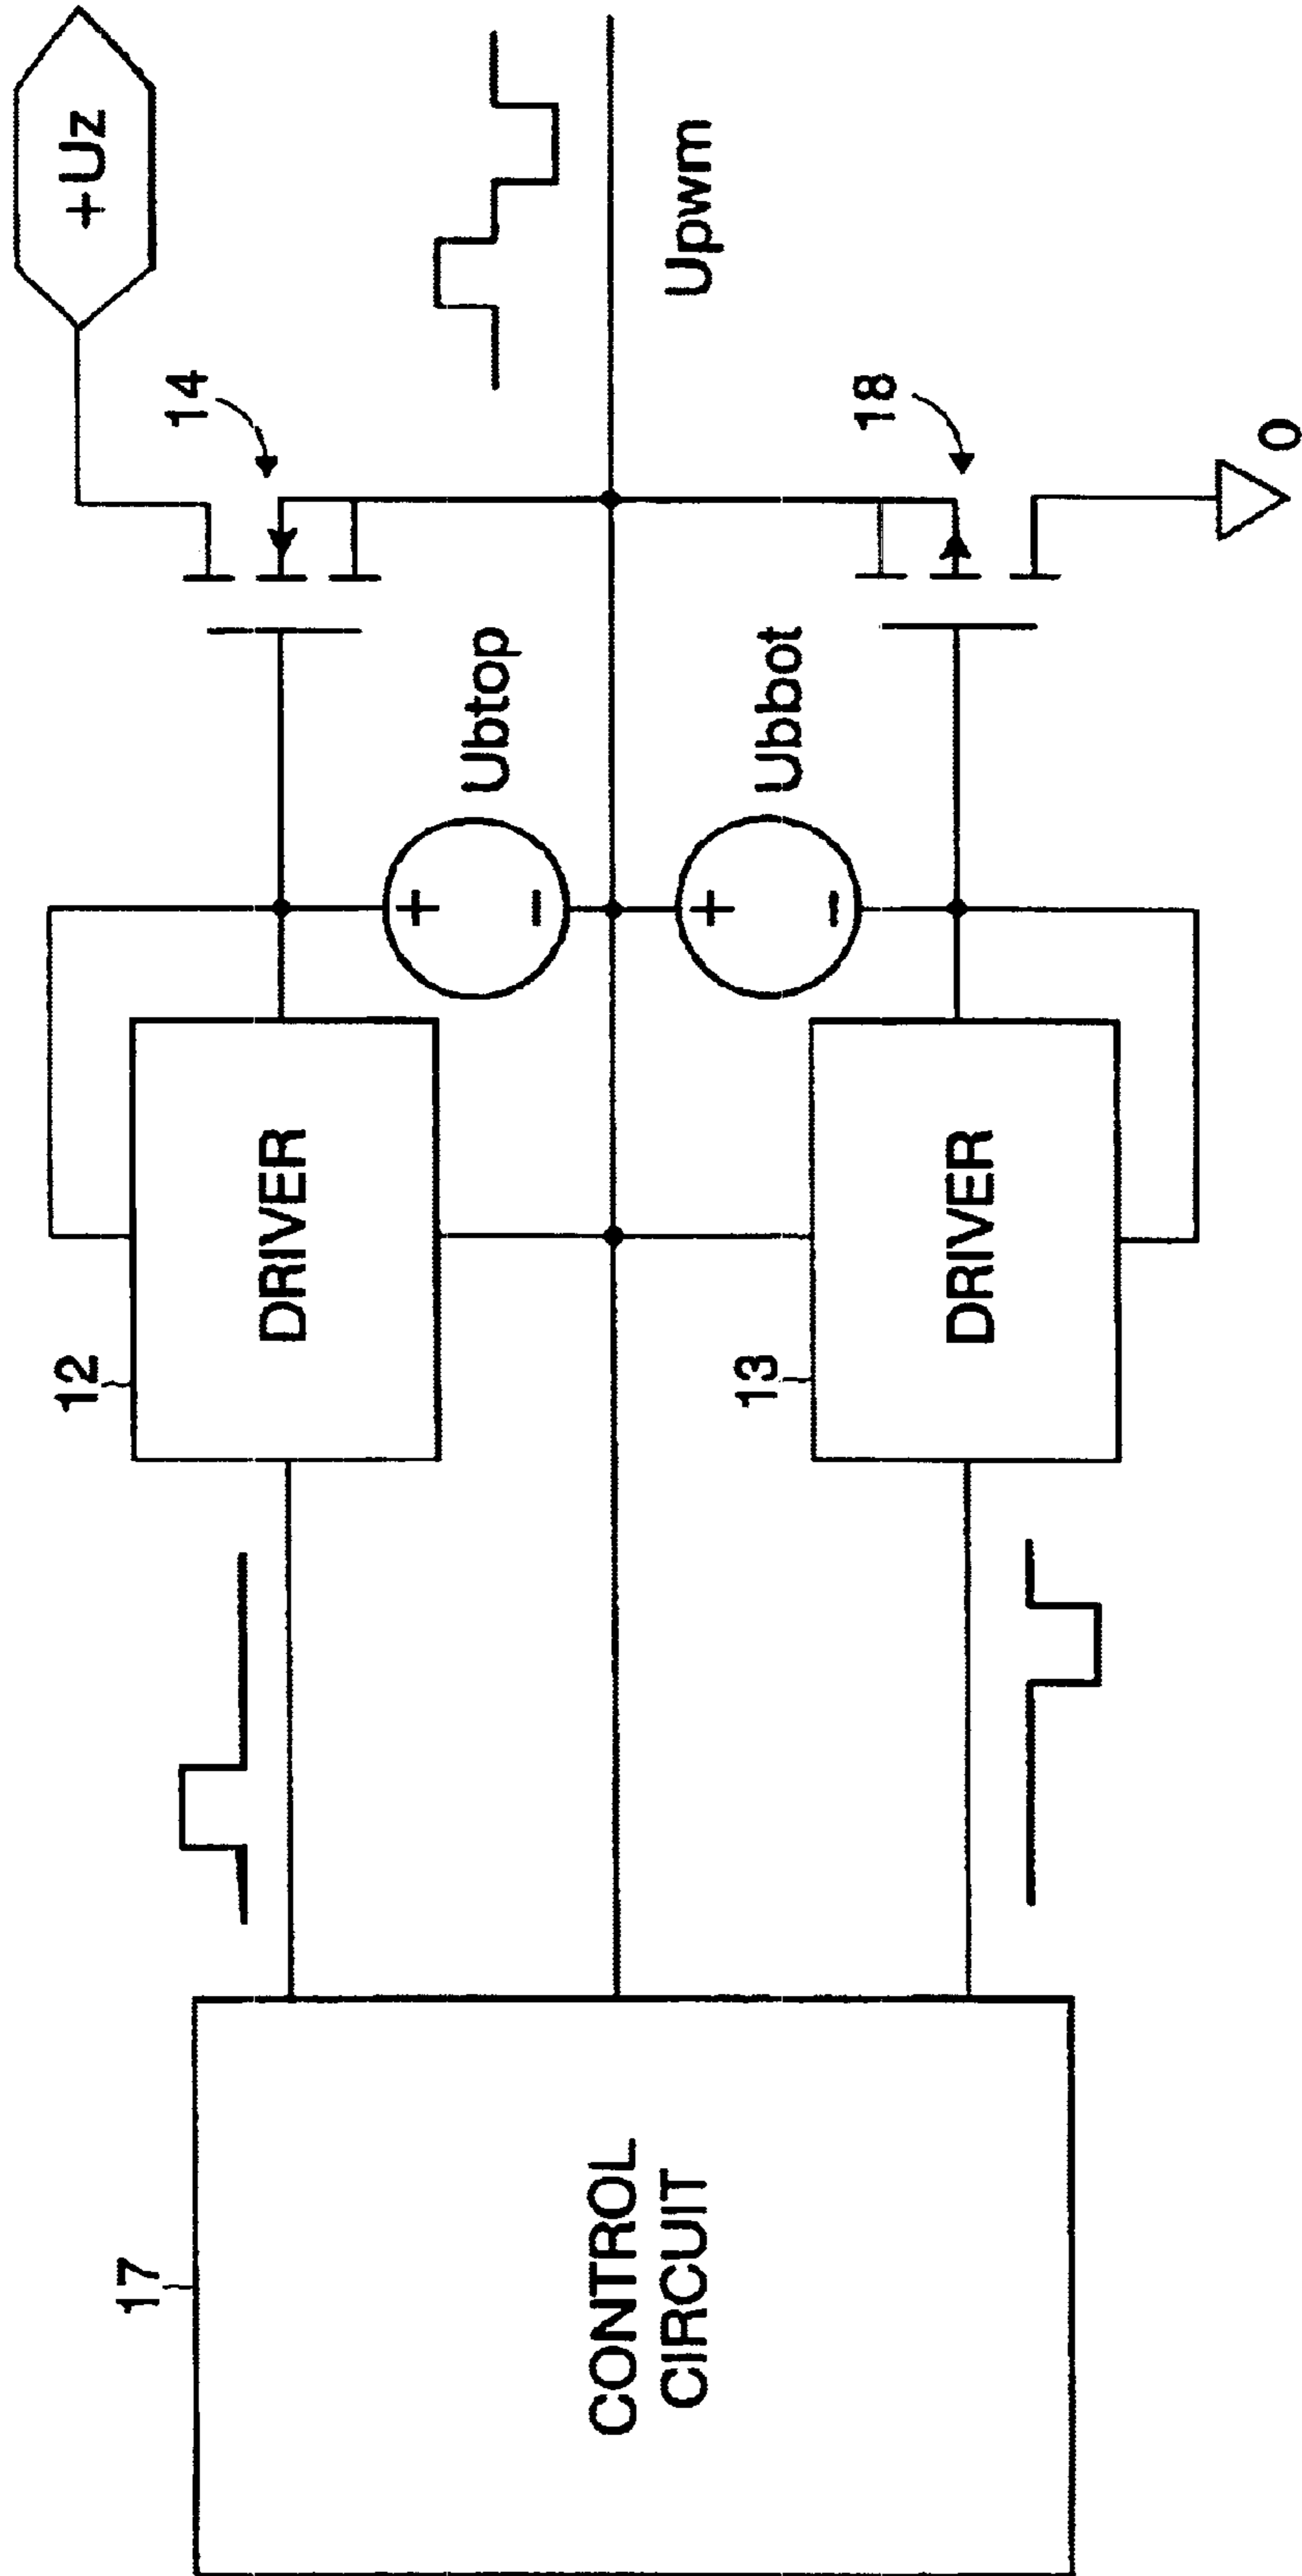 +Uz
14
12
DRIVER
Ubtop
17
CONTROL
CIRCUIT
Upwm
Ubbot
18
13
DRIVER
0